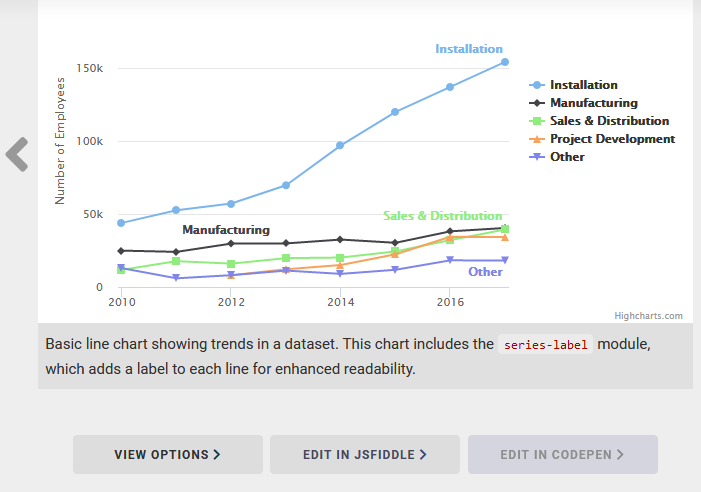 Installation
150k
100k
50k
0
Number of Employees
Manufacturing
Sales & Distribution
Other
2010 2012 2014 2016
Installation
Manufacturing
Sales & Distribution
Project Development
Other
Highcharts.com
Basic line chart showing trends in a dataset. This chart includes the series-label module,
which adds a label to each line for enhanced readability.
VIEW OPTIONS EDIT IN JSFIDDLE EDIT IN CODEPEN